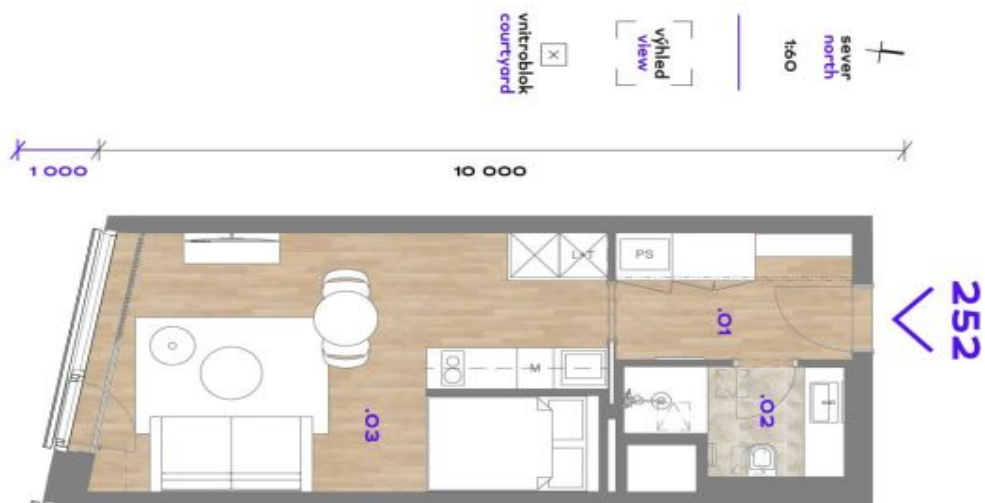 sever
north
1:60
výhled
view
X
vnitroblok
courtyard
1 000
10 000
252
L+T
PS
M
.01
.02
.03